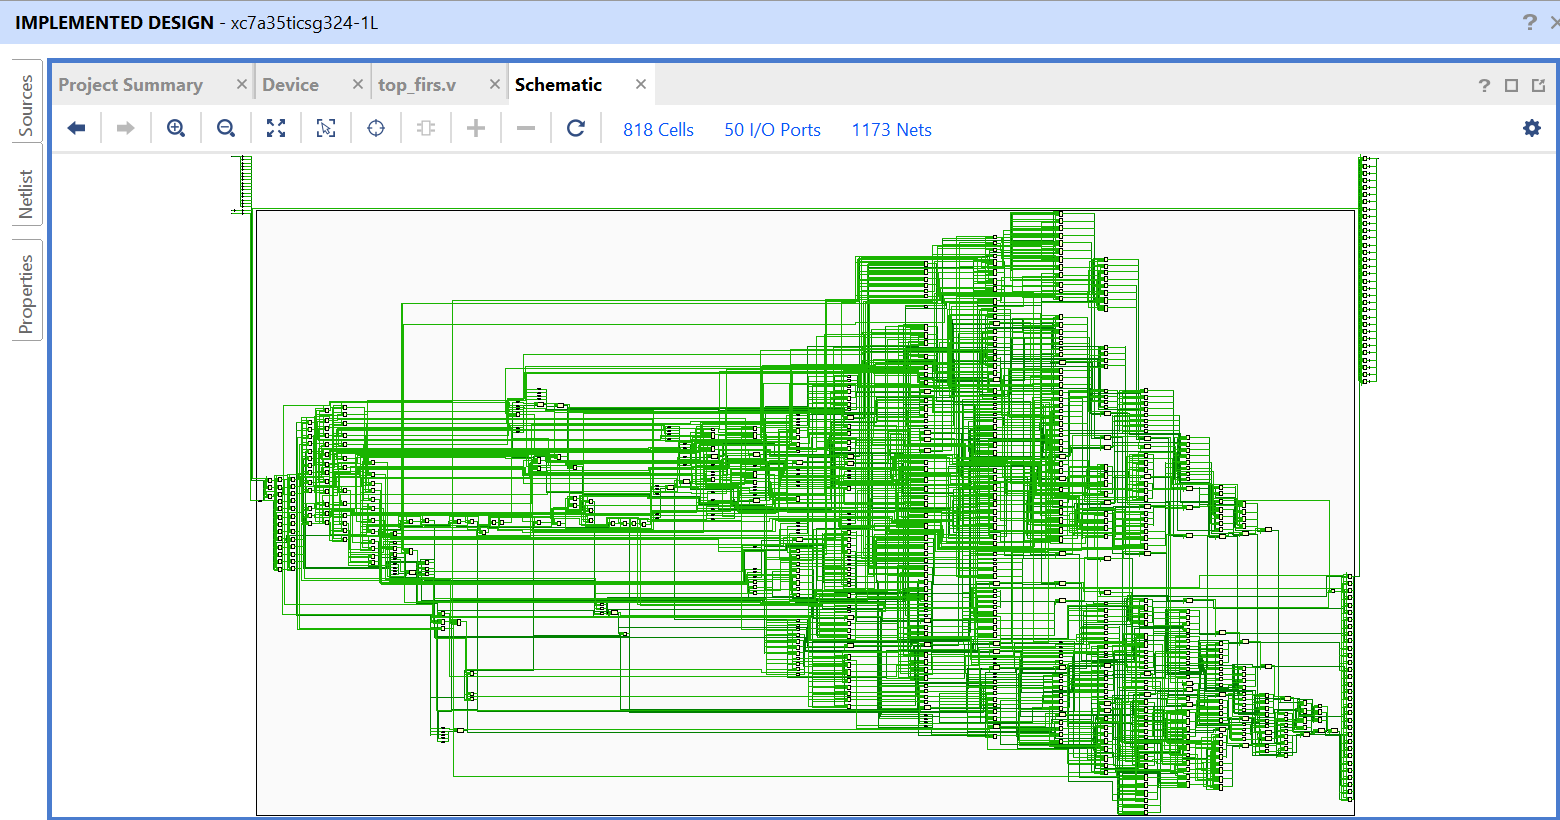 IMPLEMENTED DESIGN - xc7a35ticsg324-1L
Sources
Netlist
Properties
Project Summary
Device
top_firs.v
Schematic
818 Cells
50 I/O Ports
1173 Nets